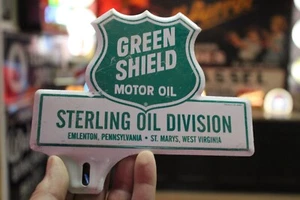 GREEN
SHIELD
MOTOR OIL
STERLING OIL DIVISION
EMLENTON, PENNSYLVANIA • ST. MARYS, WEST VIRGINIA